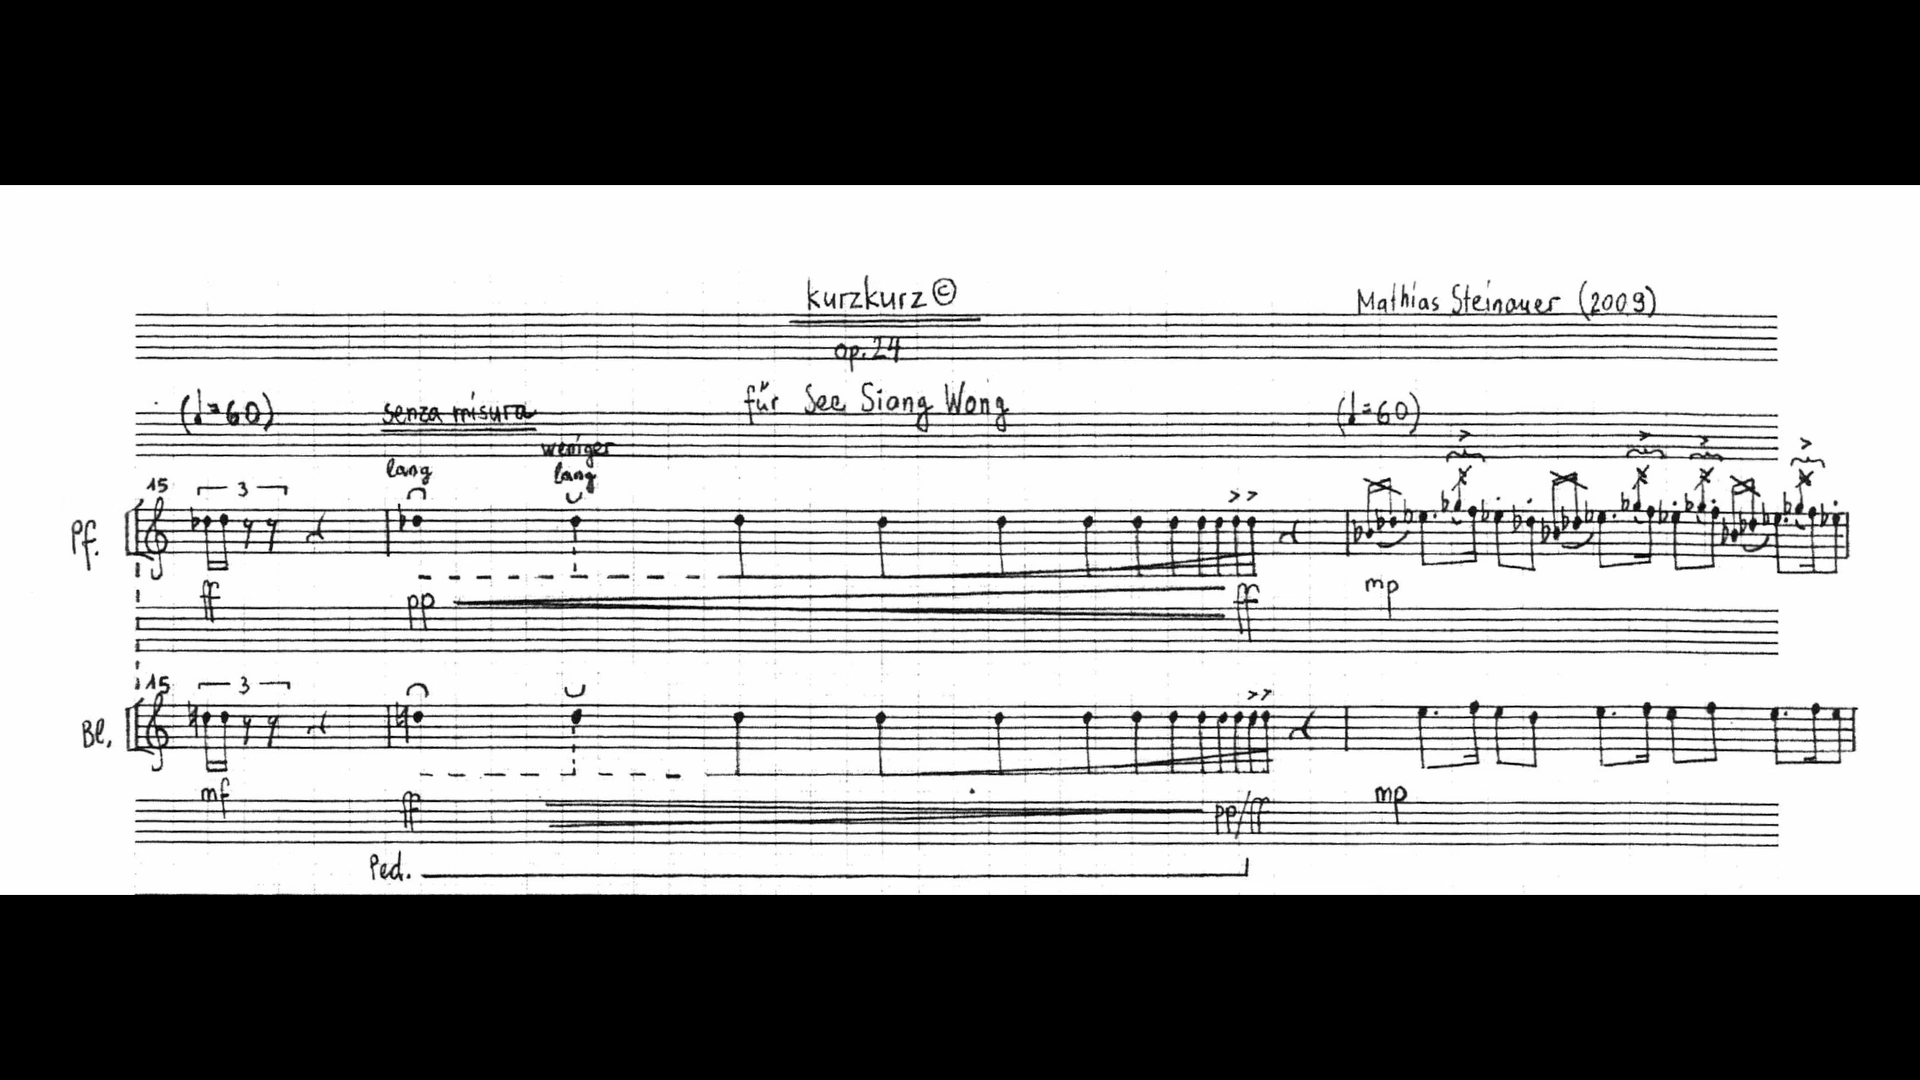 kurzkurz©
Mathias Steinauer (2009)
op. 24
für See Siang Wong
(♩=60)
senza misura
(♩=60)
lang
weniger lang
15
3
Pf.
ff
pp
ff
mp
15
3
Bl.
mf
ff
pp/ff
mp
Ped.